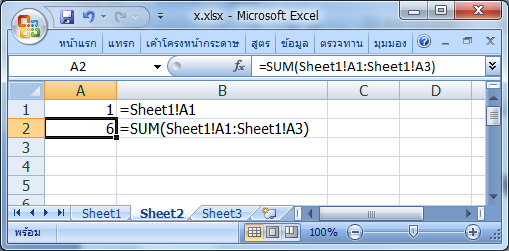 x.xlsx - Microsoft Excel
หน้าแรก แทรก เค้าโครงหน้ากระดาษ สูตร ข้อมูล ตรวจทาน มุมมอง
A2 fx =SUM(Sheet1!A1:Sheet1!A3)
A B C D
1 1 =Sheet1!A1
2 6 =SUM(Sheet1!A1:Sheet1!A3)
3
4
5
6
Sheet1 Sheet2 Sheet3
พร้อม 100%